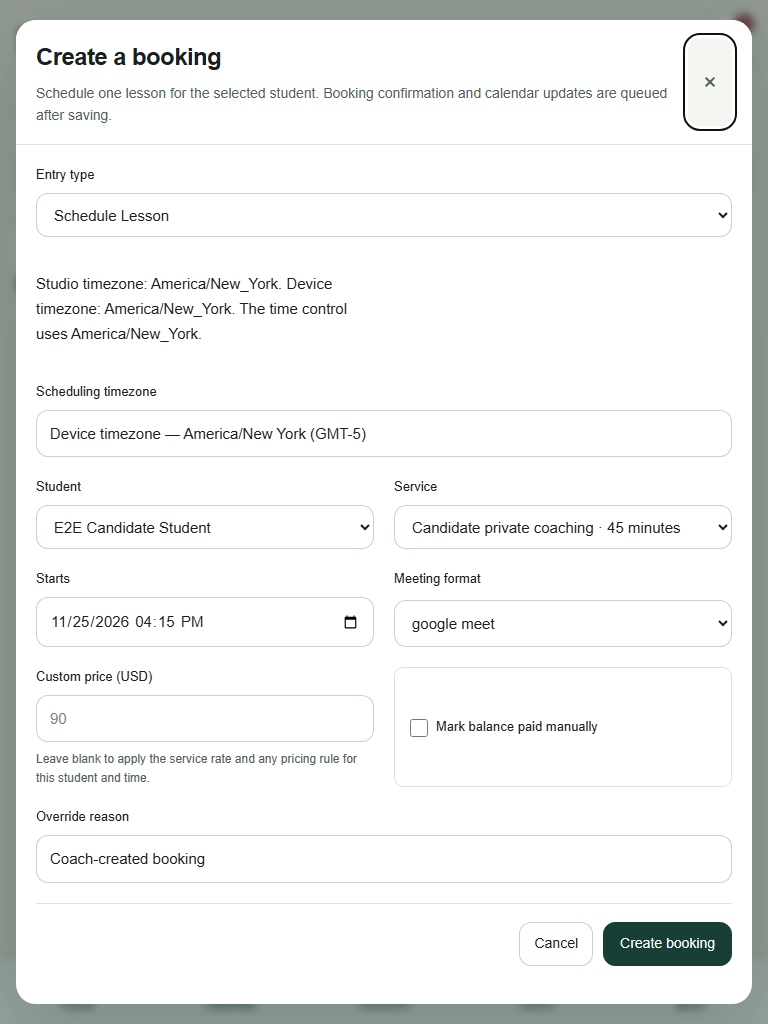 Create a booking
Schedule one lesson for the selected student. Booking confirmation and calendar updates are queued
after saving.
×
Entry type
Schedule Lesson
Studio timezone: America/New_York. Device
timezone: America/New_York. The time control
uses America/New_York.
Scheduling timezone
Device timezone — America/New York (GMT-5)
Student
Service
E2E Candidate Student
Candidate private coaching · 45 minutes
Starts
Meeting format
11/25/2026 04:15 PM
google meet
Custom price (USD)
90
Mark balance paid manually
Leave blank to apply the service rate and any pricing rule for
this student and time.
Override reason
Coach-created booking
Cancel
Create booking